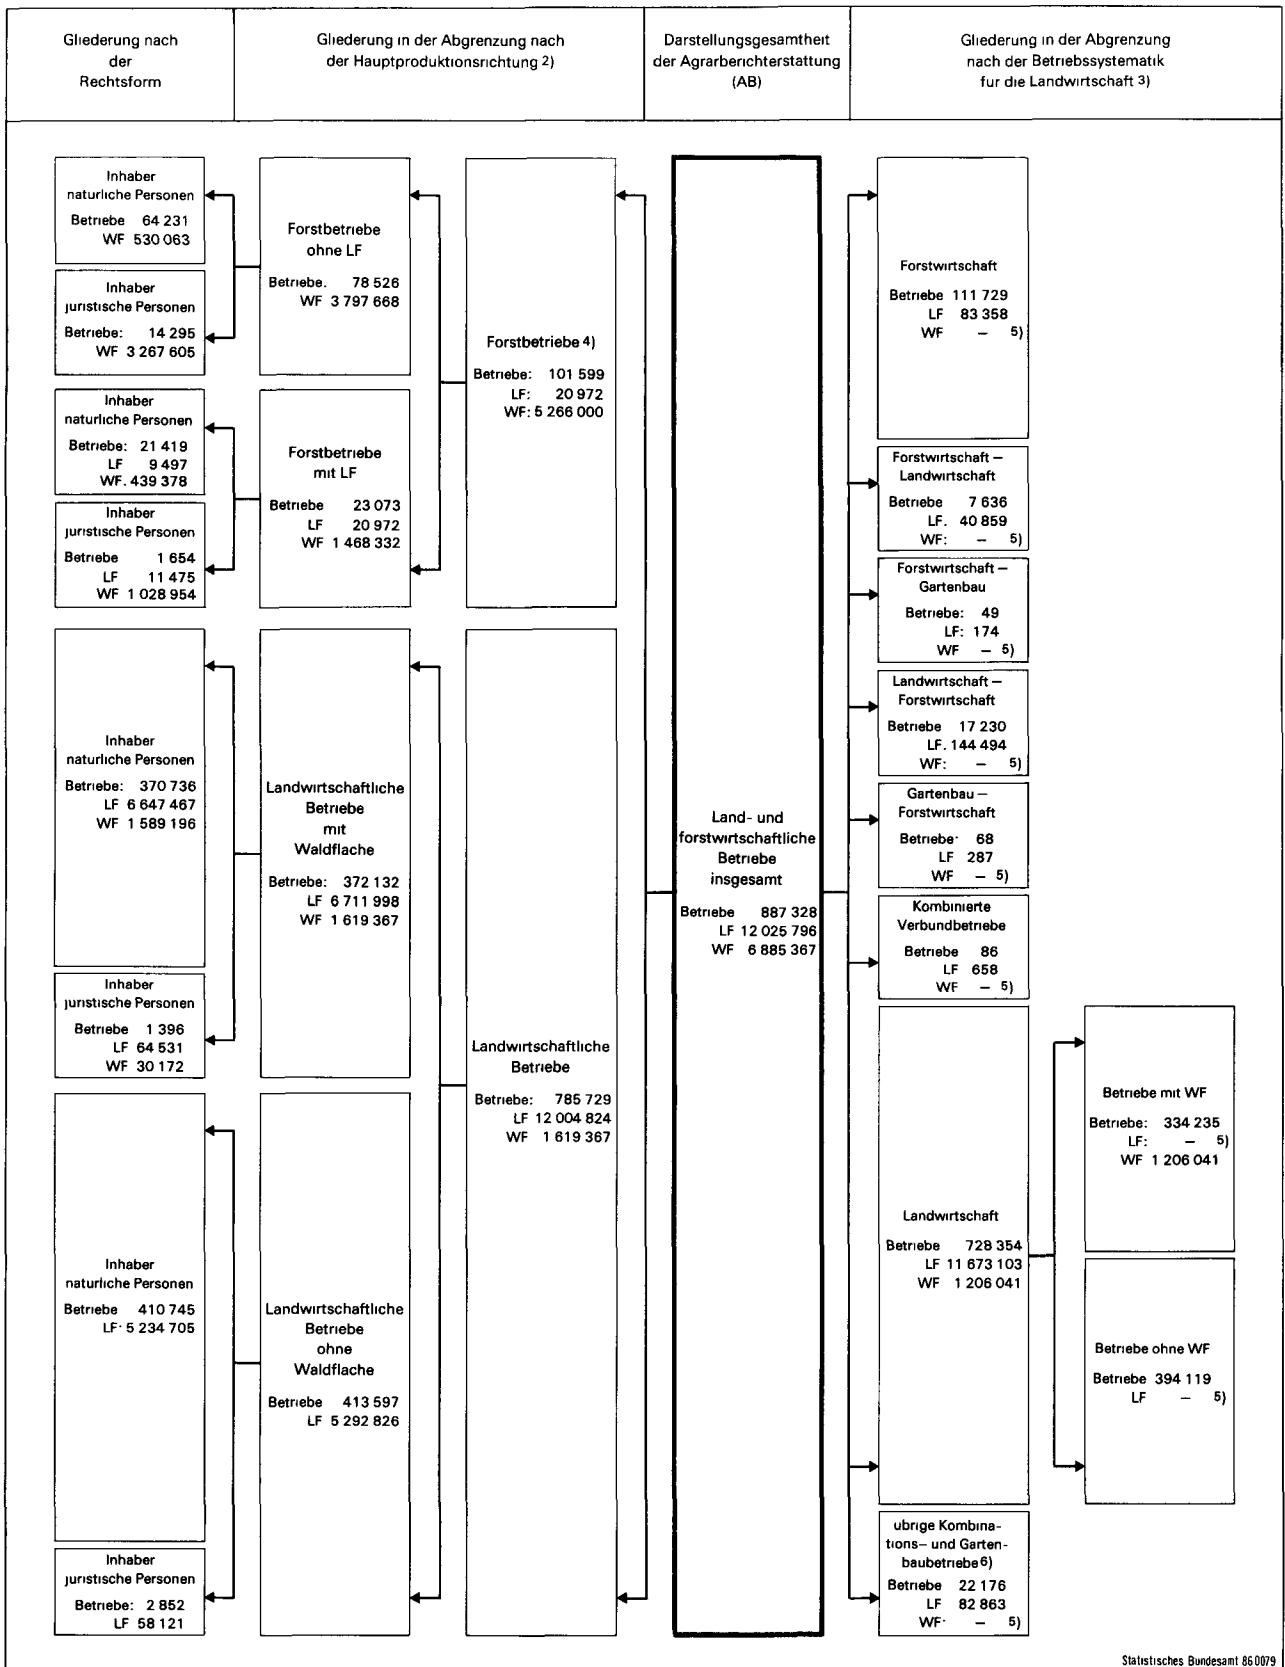 Gliederung nach
der
Rechtsform
Gliederung in der Abgrenzung nach
der Hauptproduktionsrichtung 2)
Darstellungsgesamtheit
der Agrarberichterstattung
(AB)
Gliederung in der Abgrenzung
nach der Betriebssystematik
fur die Landwirtschaft 3)
Inhaber
naturliche Personen
Betriebe 64 231
WF 530 063
Inhaber
juristische Personen
Betriebe: 14 295
WF 3 267 605
Inhaber
naturliche Personen
Betriebe: 21 419
LF 9 497
WF. 439 378
Inhaber
juristische Personen
Betriebe 1 654
LF 11 475
WF 1 028 954
Inhaber
naturliche Personen
Betriebe: 370 736
LF 6 647 467
WF 1 589 196
Inhaber
juristische Personen
Betriebe 1 396
LF 64 531
WF 30 172
Inhaber
naturliche Personen
Betriebe 410 745
LF· 5 234 705
Inhaber
juristische Personen
Betriebe: 2 852
LF 58 121
Forstbetriebe
ohne LF
Betriebe. 78 526
WF 3 797 668
Forstbetriebe
mit LF
Betriebe 23 073
LF 20 972
WF 1 468 332
Landwirtschaftliche
Betriebe
mit
Waldflache
Betriebe: 372 132
LF 6 711 998
WF 1 619 367
Landwirtschaftliche
Betriebe
ohne
Waldflache
Betriebe 413 597
LF 5 292 826
Forstbetriebe 4)
Betriebe: 101 599
LF: 20 972
WF: 5 266 000
Landwirtschaftliche
Betriebe
Betriebe: 785 729
LF 12 004 824
WF 1 619 367
Land- und
forstwirtschaftliche
Betriebe
insgesamt
Betriebe 887 328
LF 12 025 796
WF 6 885 367
Forstwirtschaft
Betriebe 111 729
LF 83 358
WF – 5)
Forstwirtschaft –
Landwirtschaft
Betriebe 7 636
LF. 40 859
WF: – 5)
Forstwirtschaft –
Gartenbau
Betriebe: 49
LF: 174
WF – 5)
Landwirtschaft –
Forstwirtschaft
Betriebe 17 230
LF. 144 494
WF: – 5)
Gartenbau –
Forstwirtschaft
Betriebe· 68
LF 287
WF – 5)
Kombinierte
Verbundbetriebe
Betriebe 86
LF 658
WF – 5)
Landwirtschaft
Betriebe 728 354
LF 11 673 103
WF 1 206 041
ubrige Kombina-
tions– und Garten-
baubetriebe 6)
Betriebe 22 176
LF 82 863
WF· – 5)
Betriebe mit WF
Betriebe: 334 235
LF: – 5)
WF 1 206 041
Betriebe ohne WF
Betriebe 394 119
LF – 5)
Statistisches Bundesamt 86 0079